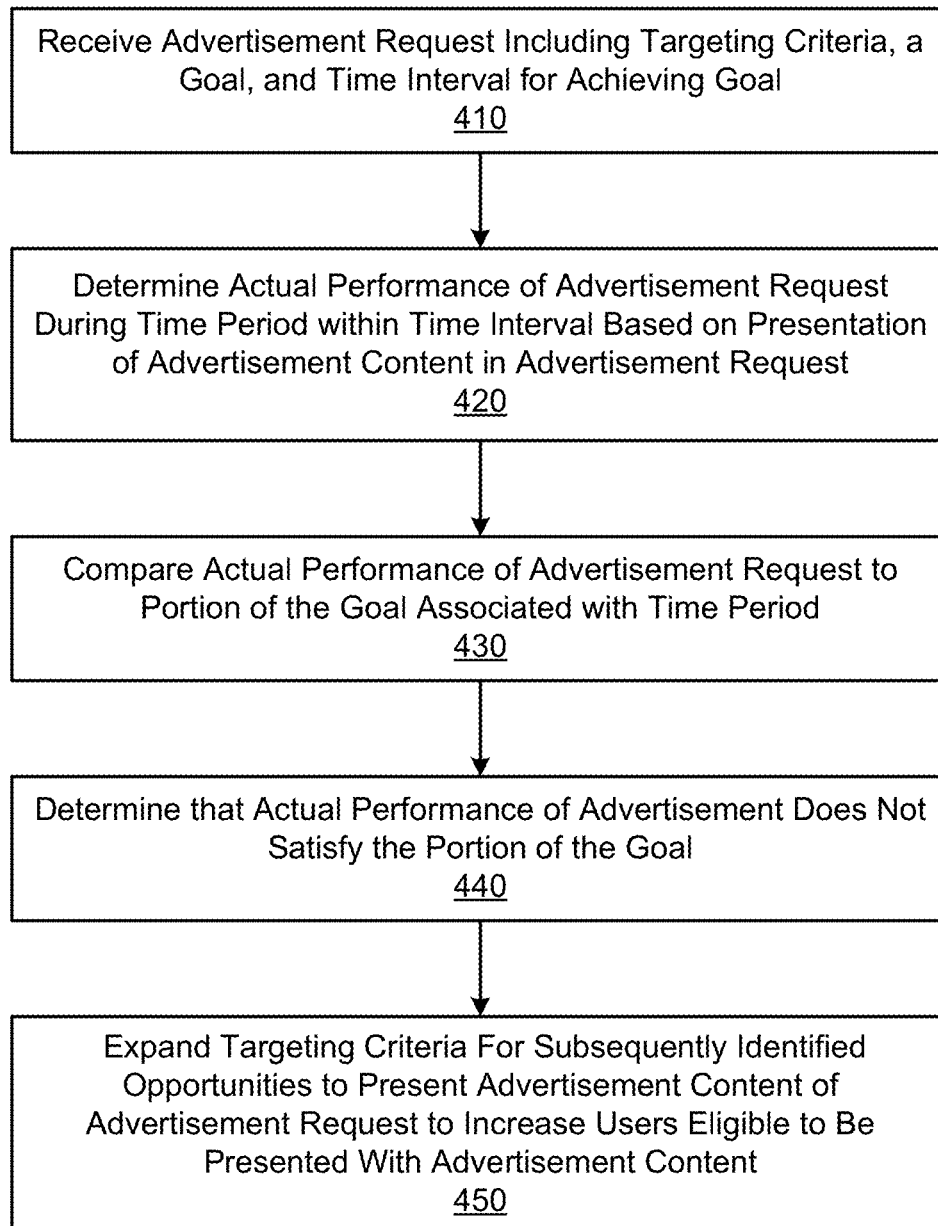 Receive Advertisement Request Including Targeting Criteria, a
Goal, and Time Interval for Achieving Goal
410
Determine Actual Performance of Advertisement Request
During Time Period within Time Interval Based on Presentation
of Advertisement Content in Advertisement Request
420
Compare Actual Performance of Advertisement Request to
Portion of the Goal Associated with Time Period
430
Determine that Actual Performance of Advertisement Does Not
Satisfy the Portion of the Goal
440
Expand Targeting Criteria For Subsequently Identified
Opportunities to Present Advertisement Content of
Advertisement Request to Increase Users Eligible to Be
Presented With Advertisement Content
450